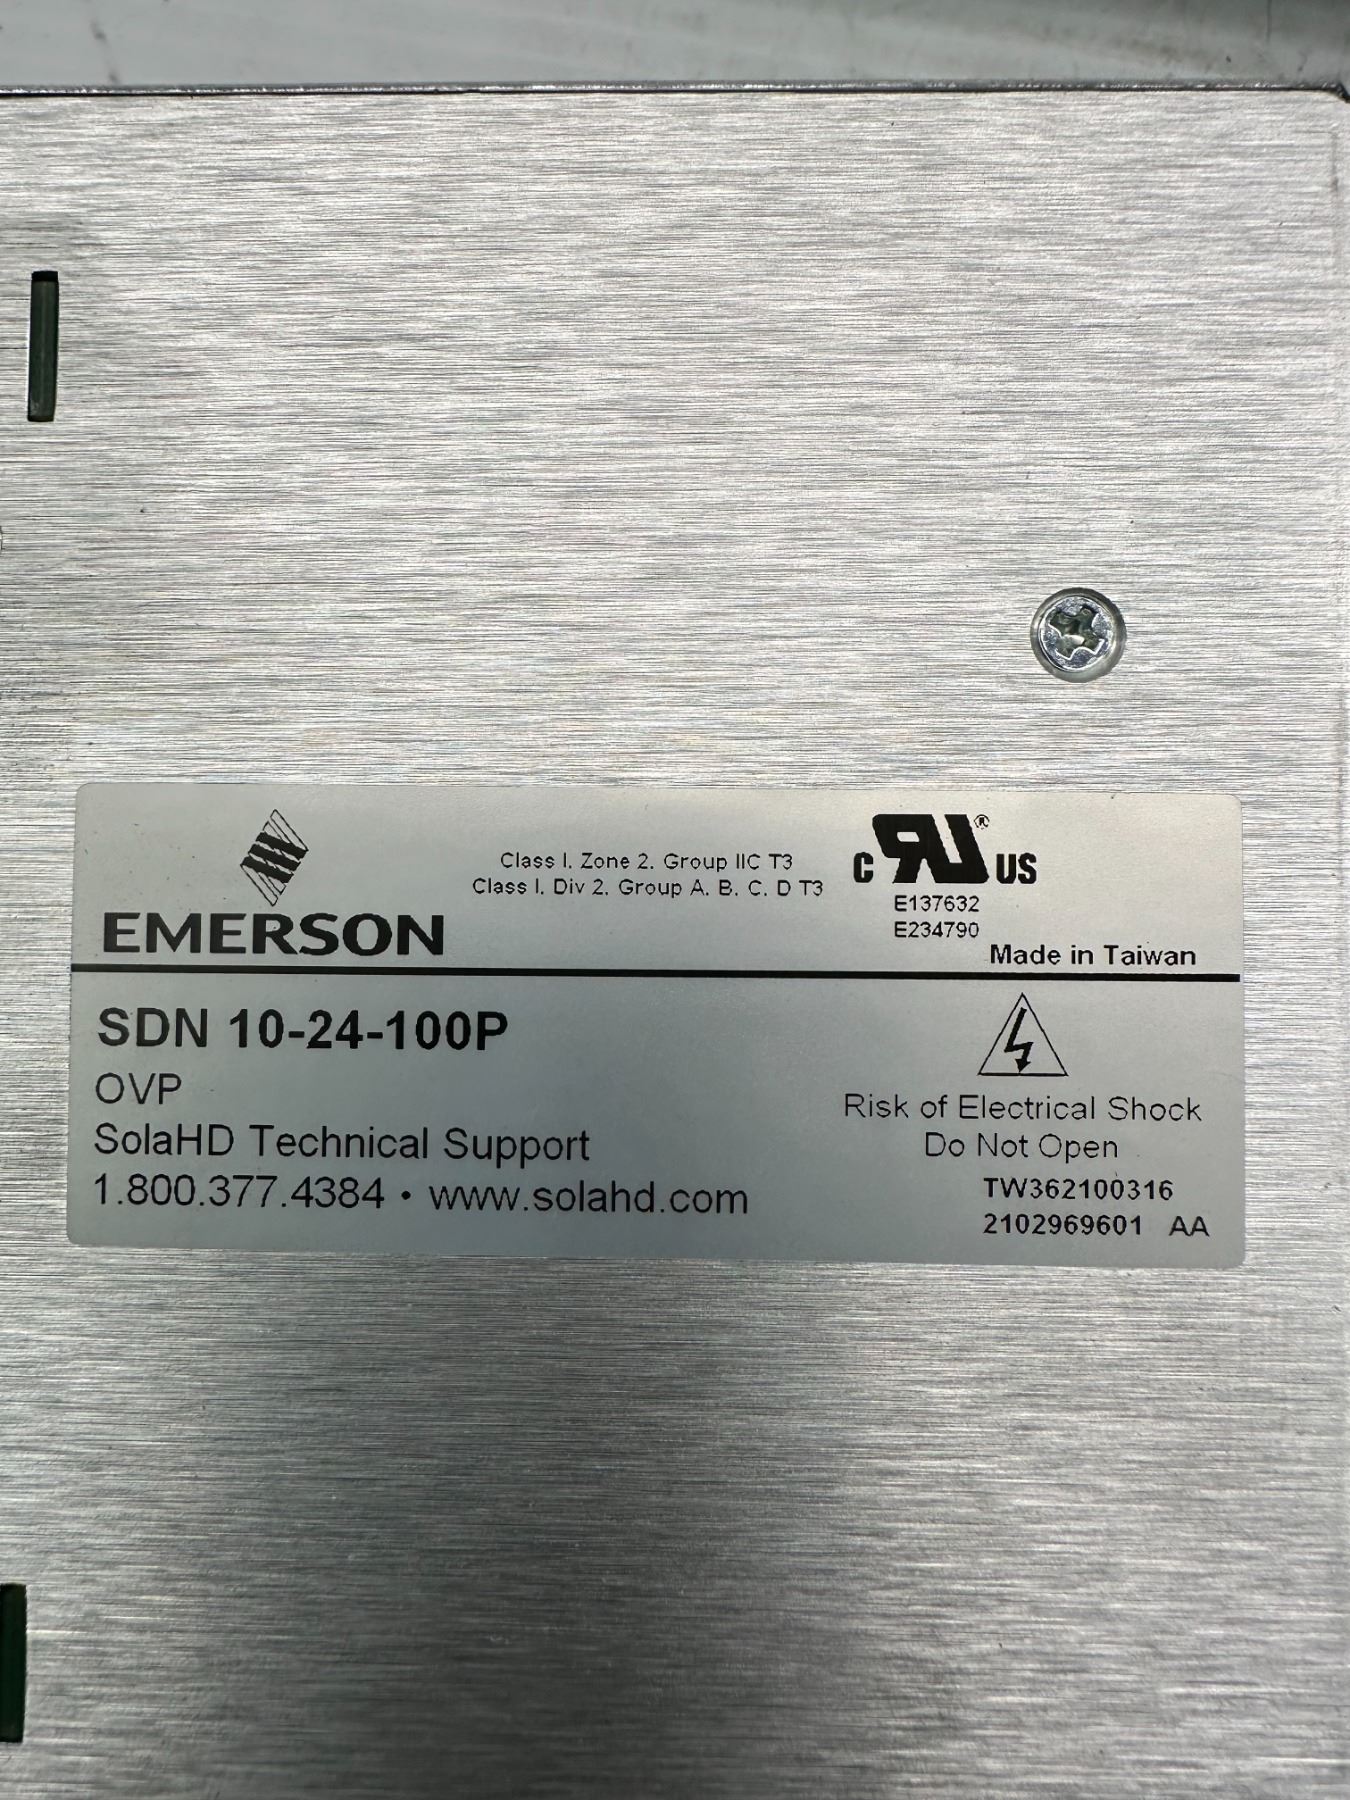 Class I. Zone 2. Group IIC T3
Class I. Div 2. Group A. B. C. D T3
c RU ® US
E137632
E234790
EMERSON
Made in Taiwan
SDN 10-24-100P
OVP
SolaHD Technical Support
1.800.377.4384 • www.solahd.com
Risk of Electrical Shock
Do Not Open
TW362100316
2102969601 AA